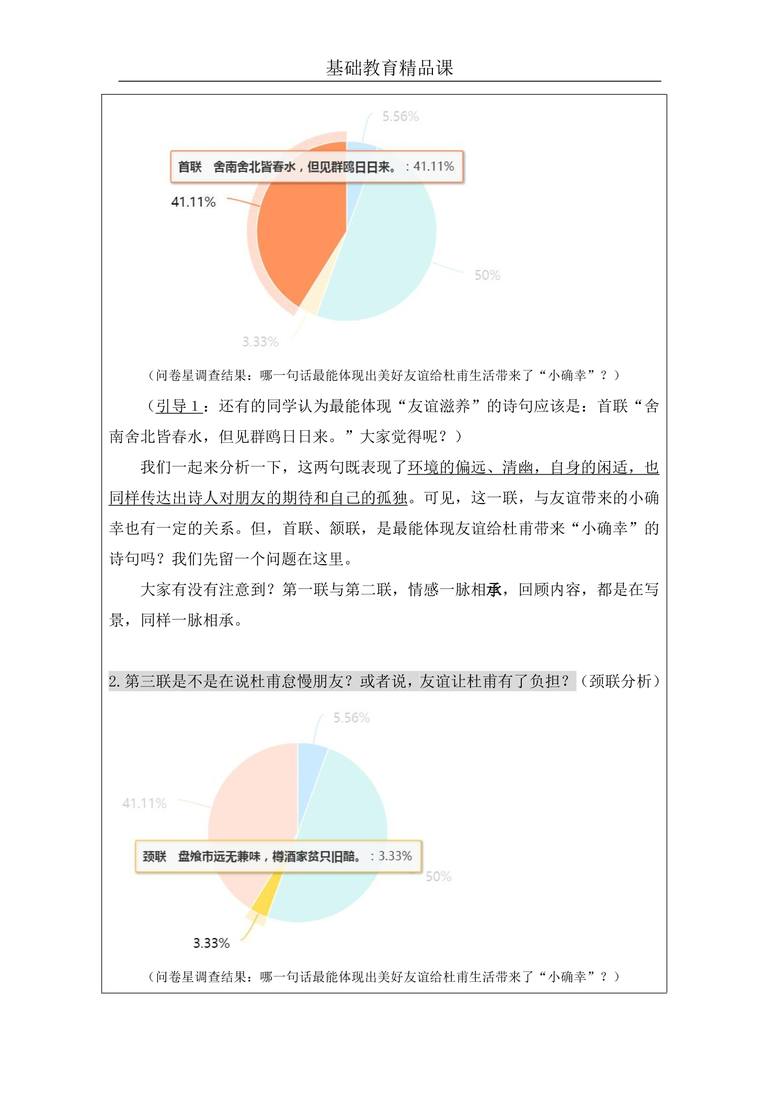 基础教育精品课
5.56%
首联 舍南舍北皆春水，但见群鸥日日来。：41.11%
41.11%
50%
3.33%
（问卷星调查结果：哪一句话最能体现出美好友谊给杜甫生活带来了“小确幸”？）
（引导1：还有的同学认为最能体现“友谊滋养”的诗句应该是：首联“舍
南舍北皆春水，但见群鸥日日来。”大家觉得呢？）
我们一起来分析一下，这两句既表现了环境的偏远、清幽，自身的闲适，也
同样传达出诗人对朋友的期待和自己的孤独。可见，这一联，与友谊带来的小确
幸也有一定的关系。但，首联、颔联，是最能体现友谊给杜甫带来“小确幸”的
诗句吗？我们先留一个问题在这里。
大家有没有注意到？第一联与第二联，情感一脉相承，回顾内容，都是在写
景，同样一脉相承。
2.第三联是不是在说杜甫怠慢朋友？或者说，友谊让杜甫有了负担？（颈联分析）
5.56%
41.11%
颈联 盘飧市远无兼味，樽酒家贫只旧醅。：3.33%
50%
3.33%
（问卷星调查结果：哪一句话最能体现出美好友谊给杜甫生活带来了“小确幸”？）